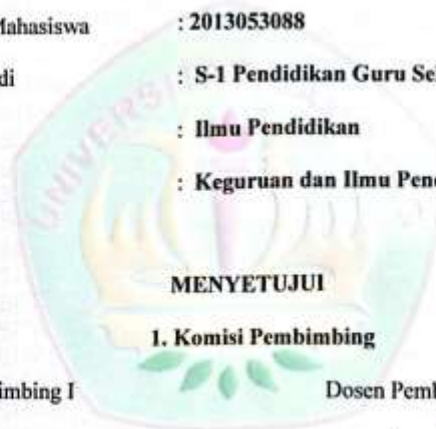 Mahasiswa : 2013053088
di : S-1 Pendidikan Guru Se
: Ilmu Pendidikan
: Keguruan dan Ilmu Pen
MENYETUJUI
1. Komisi Pembimbing
imbing I Dosen Pemb